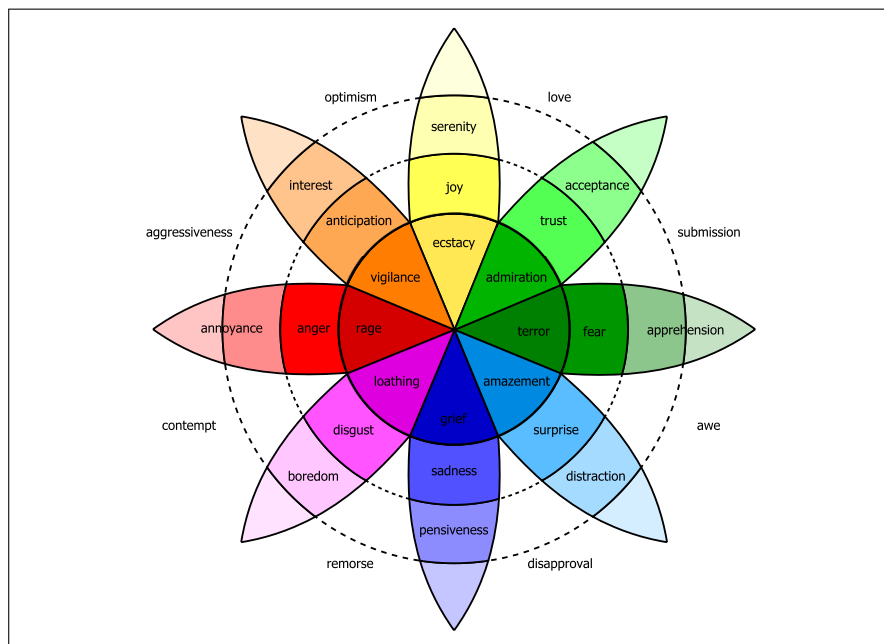 optimism
love
serenity
interest
joy
acceptance
anticipation
trust
aggressiveness
ecstacy
submission
vigilance
admiration
annoyance
anger
rage
terror
fear
apprehension
loathing
amazement
contempt
disgust
grief
surprise
awe
boredom
sadness
distraction
pensiveness
remorse
disapproval